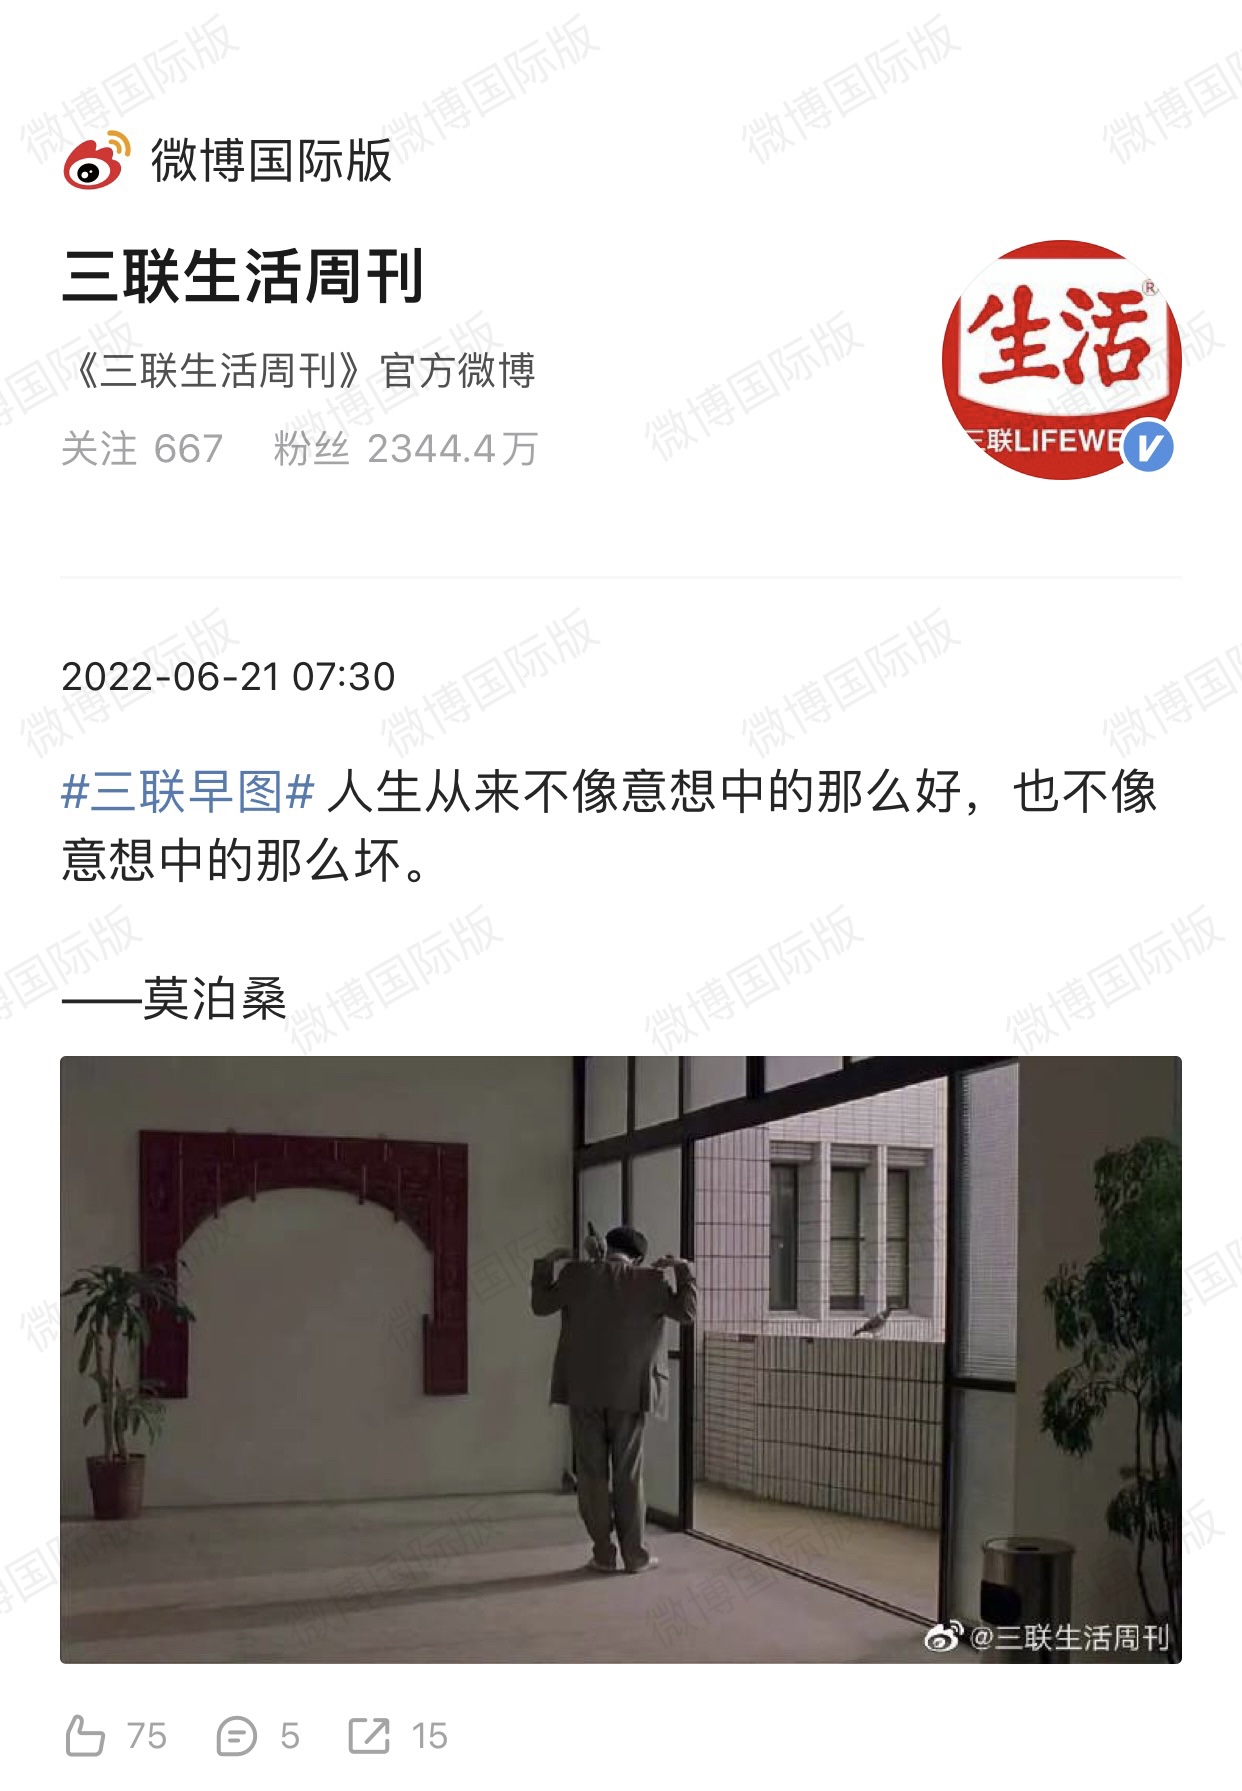 微博国际版
三联生活周刊
《三联生活周刊》官方微博
关注 667 粉丝 2344.4万
生活®
三联LIFEWE
2022-06-21 07:30
#三联早图# 人生从来不像意想中的那么好，也不像
意想中的那么坏。
——莫泊桑
@三联生活周刊
75 5 15